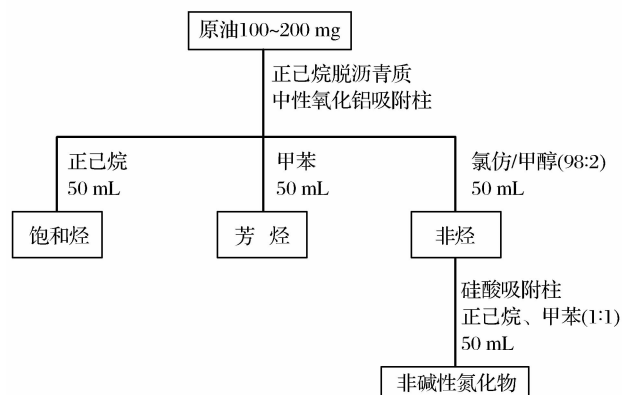 原油100~200 mg
正己烷脱沥青质
中性氧化铝吸附柱
正己烷
50 mL
甲苯
50 mL
氯仿/甲醇(98:2)
50 mL
饱和烃
芳 烃
非烃
硅酸吸附柱
正己烷、甲苯(1:1)
50 mL
非碱性氮化物